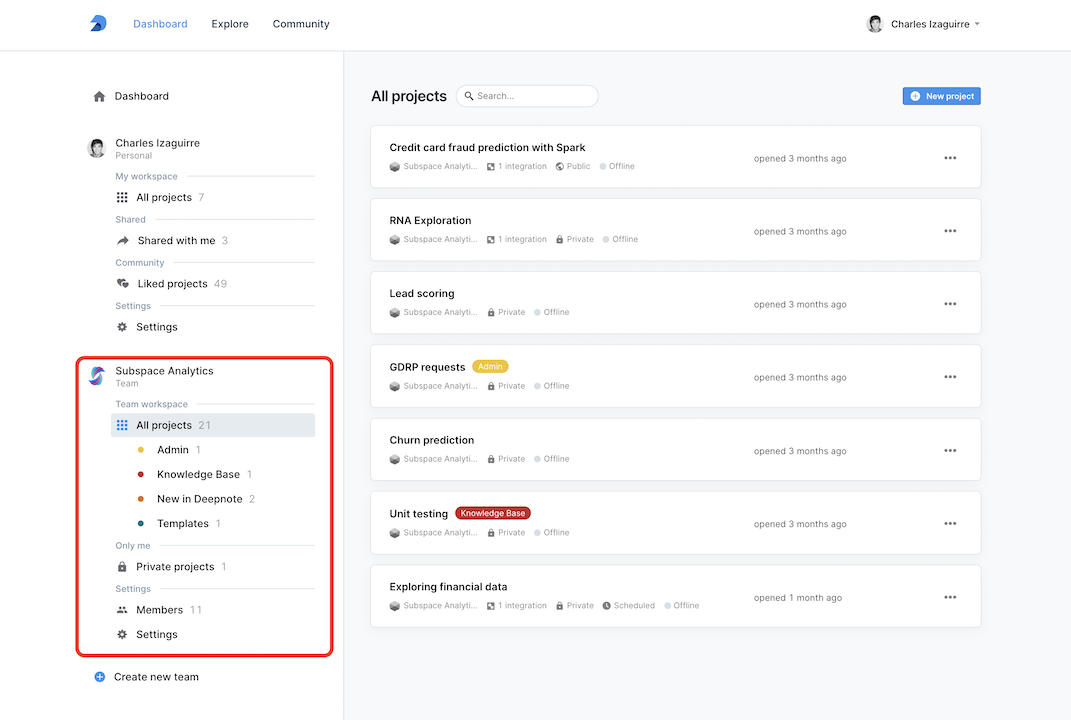 Dashboard Explore Community Charles Izaguirre
Dashboard
Charles Izaguirre
Personal
My workspace
All projects 7
Shared
Shared with me 3
Community
Liked projects 49
Settings
Settings
Subspace Analytics
Team
Team workspace
All projects 21
Admin 1
Knowledge Base 1
New in Deepnote 2
Templates 1
Only me
Private projects 1
Settings
Members 11
Settings
Create new team
All projects Search... New project
Credit card fraud prediction with Spark
Subspace Analyti... 1 integration Public Offline
opened 3 months ago
RNA Exploration
Subspace Analyti... 1 integration Private Offline
opened 3 months ago
Lead scoring
Subspace Analyti... Private Offline
opened 3 months ago
GDRP requests Admin
Subspace Analyti... Private Offline
opened 3 months ago
Churn prediction
Subspace Analyti... Private Offline
opened 3 months ago
Unit testing Knowledge Base
Subspace Analyti... Private Offline
opened 3 months ago
Exploring financial data
Subspace Analyti... 1 integration Private Scheduled Offline
opened 1 month ago